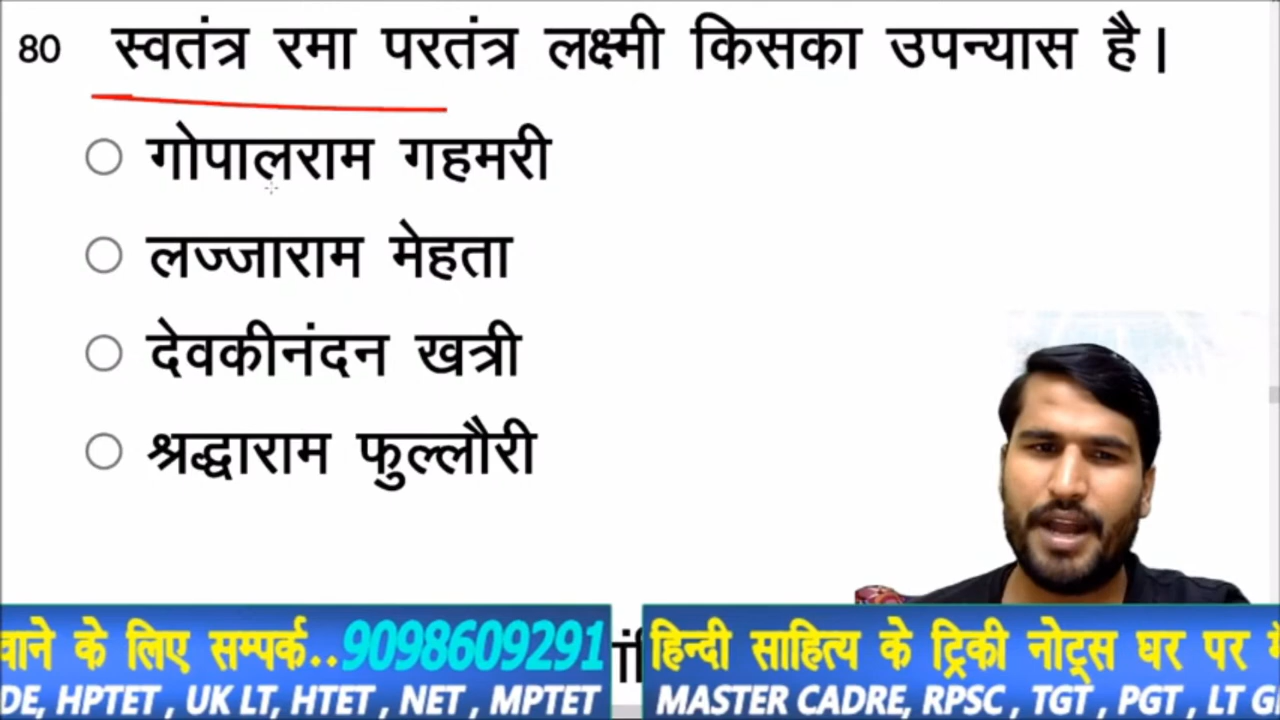 80 स्वतंत्र रमा परतंत्र लक्ष्मी किसका उपन्यास है।
गोपालराम गहमरी
लज्जाराम मेहता
देवकीनंदन खत्री
श्रद्धाराम फुल्लौरी
वाने के लिए सम्पर्क..9098609291
हिन्दी साहित्य के ट्रिकी नोट्स घर पर
DE, HPTET , UK LT, HTET , NET , MPTET
MASTER CADRE, RPSC , TGT , PGT , LT